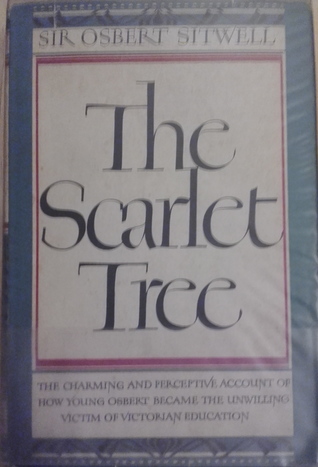 SIR OSBERT SITWELL
The
Scarlet
Tree
THE CHARMING AND PERCEPTIVE ACCOUNT OF
HOW YOUNG OSBERT BECAME THE UNWILLING
VICTIM OF VICTORIAN EDUCATION